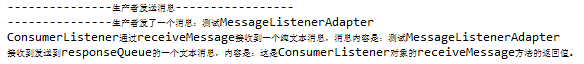 ---------------生产者发送消息-----------------
---------------生产者发了一个消息：测试MessageListenerAdapter
ConsumerListener通过receiveMessage接收到一个纯文本消息，消息内容是：测试MessageListenerAdapter
接收到发送到responseQueue的一个文本消息，内容是：这是ConsumerListener对象的receiveMessage方法的返回值。